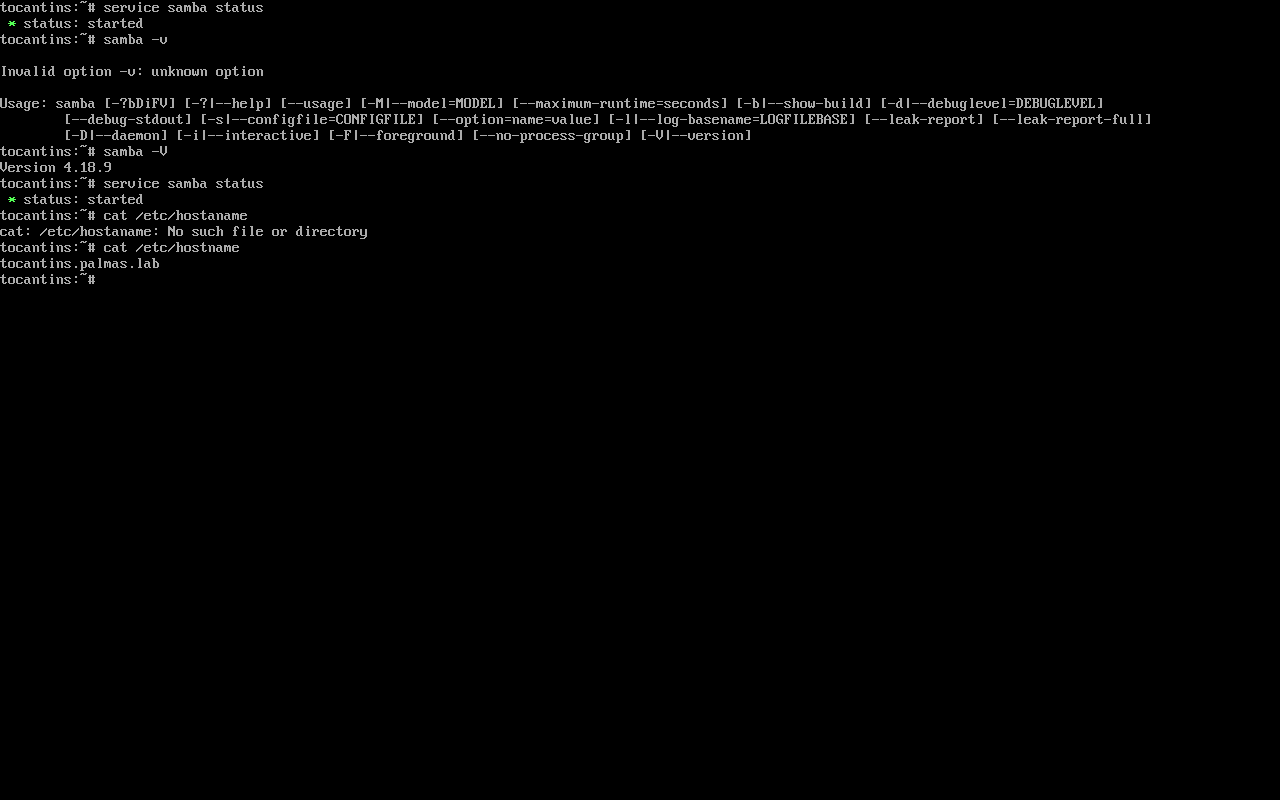 tocantins:~# service samba status
 * status: started
tocantins:~# samba -v

Invalid option -v: unknown option

Usage: samba [-?bDiFV] [-?|--help] [--usage] [-M|--model=MODEL] [--maximum-runtime=seconds] [-b|--show-build] [-d|--debuglevel=DEBUGLEVEL]
        [--debug-stdout] [-s|--configfile=CONFIGFILE] [--option=name=value] [-l|--log-basename=LOGFILEBASE] [--leak-report] [--leak-report-full]
        [-D|--daemon] [-i|--interactive] [-F|--foreground] [--no-process-group] [-V|--version]
tocantins:~# samba -V
Version 4.18.9
tocantins:~# service samba status
 * status: started
tocantins:~# cat /etc/hostaname
cat: /etc/hostaname: No such file or directory
tocantins:~# cat /etc/hostname
tocantins.palmas.lab
tocantins:~#